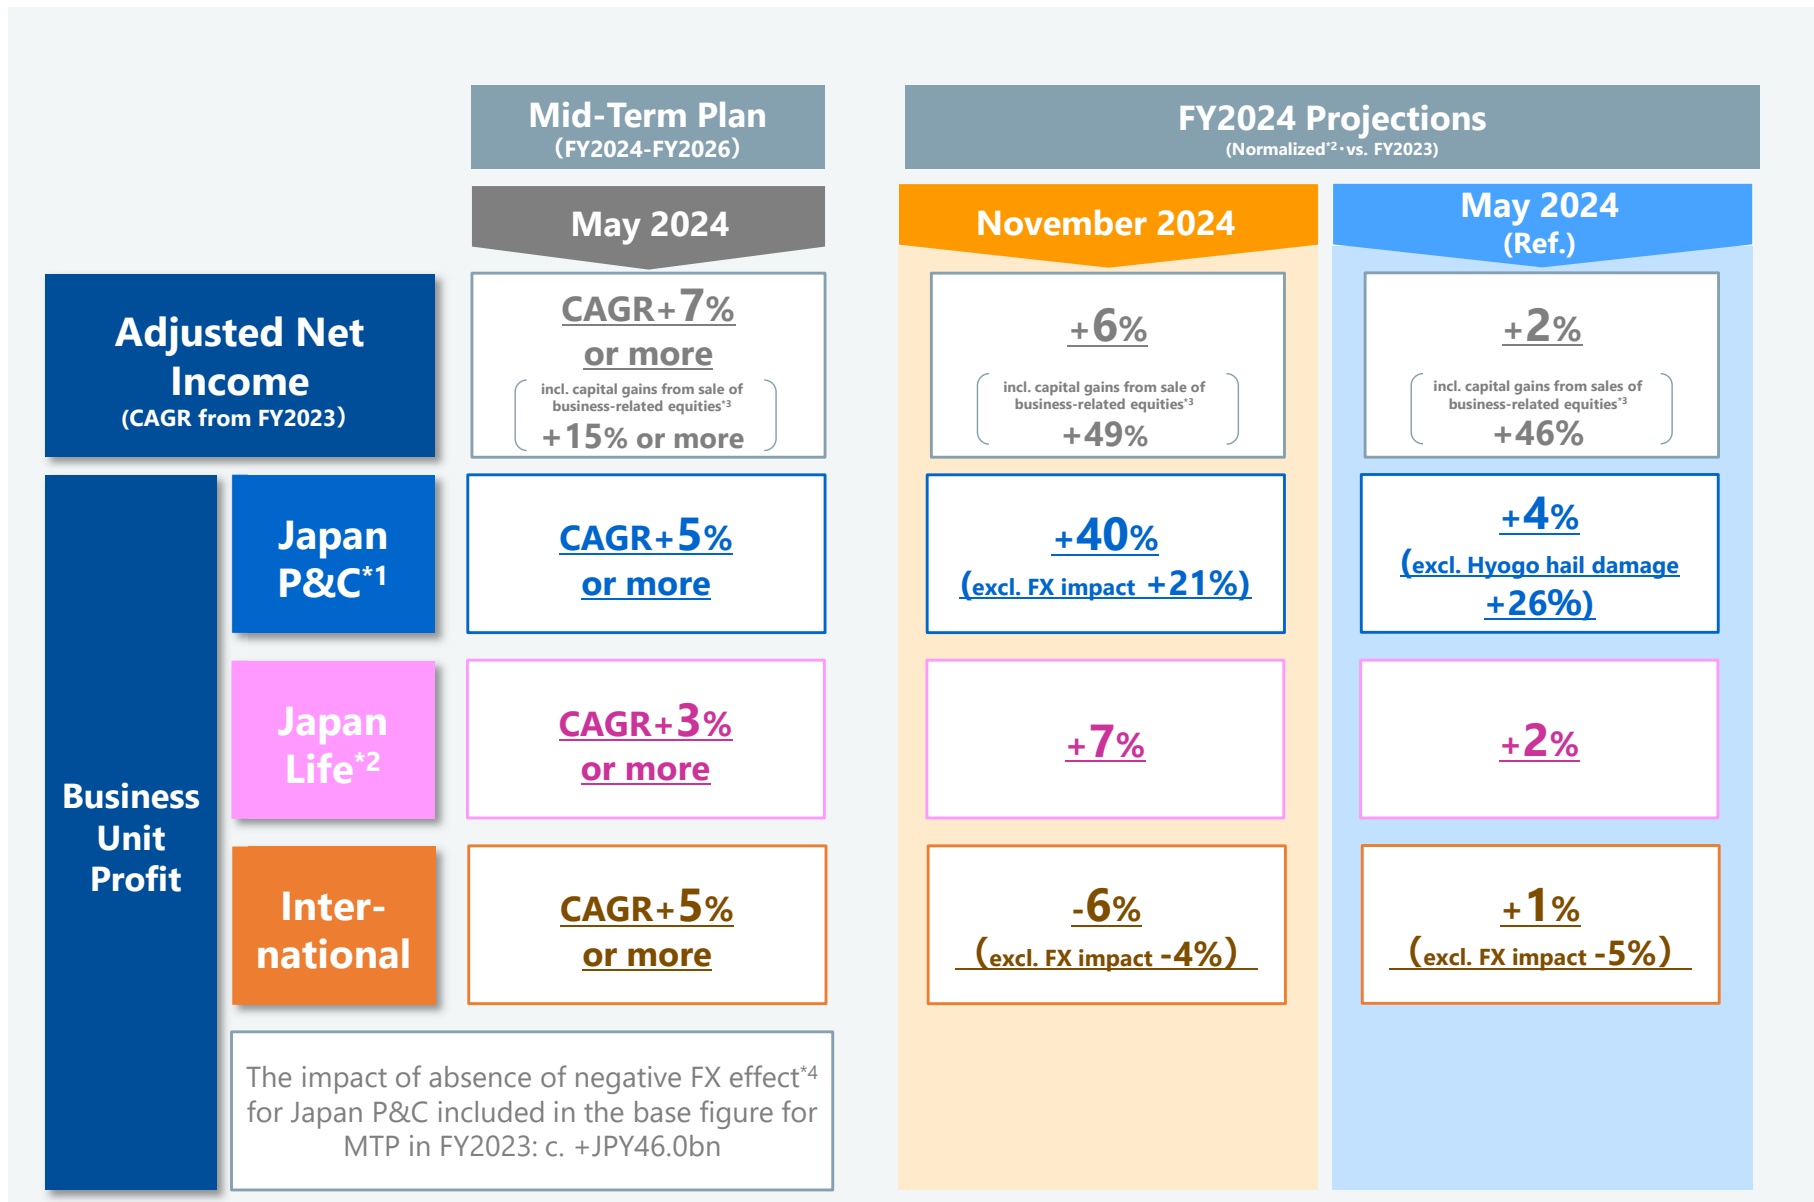 Mid-Term Plan
(FY2024-FY2026)
FY2024 Projections
(Normalized*2・vs. FY2023)
May 2024
November 2024
May 2024
(Ref.)
Adjusted Net
Income
(CAGR from FY2023)
CAGR+7%
or more
incl. capital gains from sale of
business-related equities*3
+15% or more
+6%
incl. capital gains from sale of
business-related equities*3
+49%
+2%
incl. capital gains from sales of
business-related equities*3
+46%
Business
Unit
Profit
Japan
P&C*1
CAGR+5%
or more
+40%
(excl. FX impact +21%)
+4%
(excl. Hyogo hail damage
+26%)
Japan
Life*2
CAGR+3%
or more
+7%
+2%
Inter-
national
CAGR+5%
or more
-6%
(excl. FX impact -4%)
+1%
(excl. FX impact -5%)
The impact of absence of negative FX effect*4
for Japan P&C included in the base figure for
MTP in FY2023: c. +JPY46.0bn